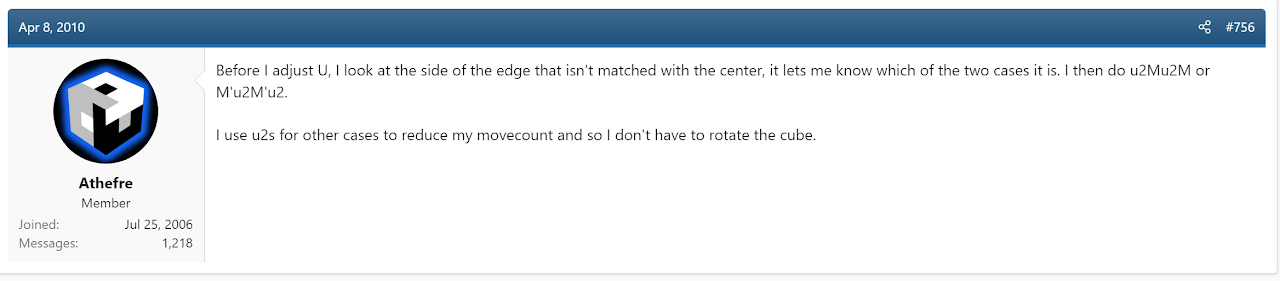 Apr 8, 2010
#756
Before I adjust U, I look at the side of the edge that isn't matched with the center, it lets me know which of the two cases it is. I then do u2Mu2M or
M'u2M'u2.
I use u2s for other cases to reduce my movecount and so I don't have to rotate the cube.
Athefre
Member
Joined: Jul 25, 2006
Messages: 1,218